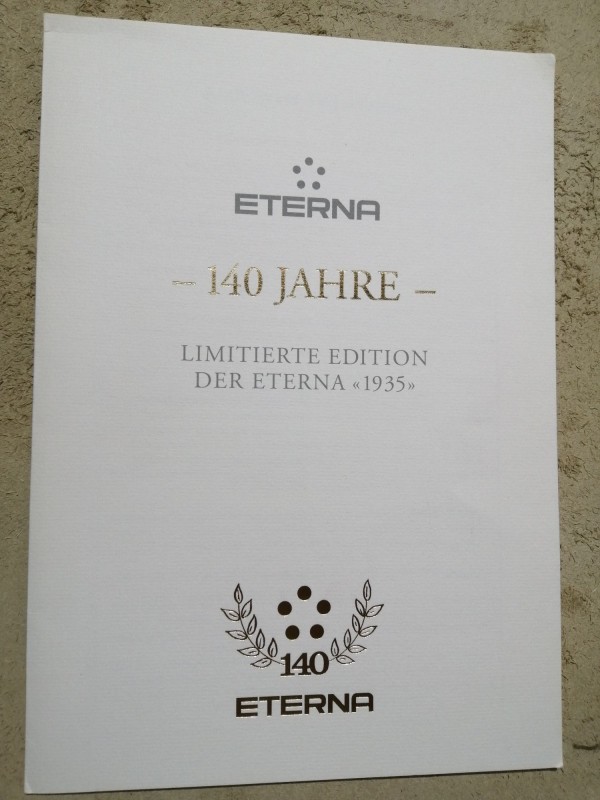 ETERNA
– 140 JAHRE –
LIMITIERTE EDITION
DER ETERNA «1935»
140
ETERNA